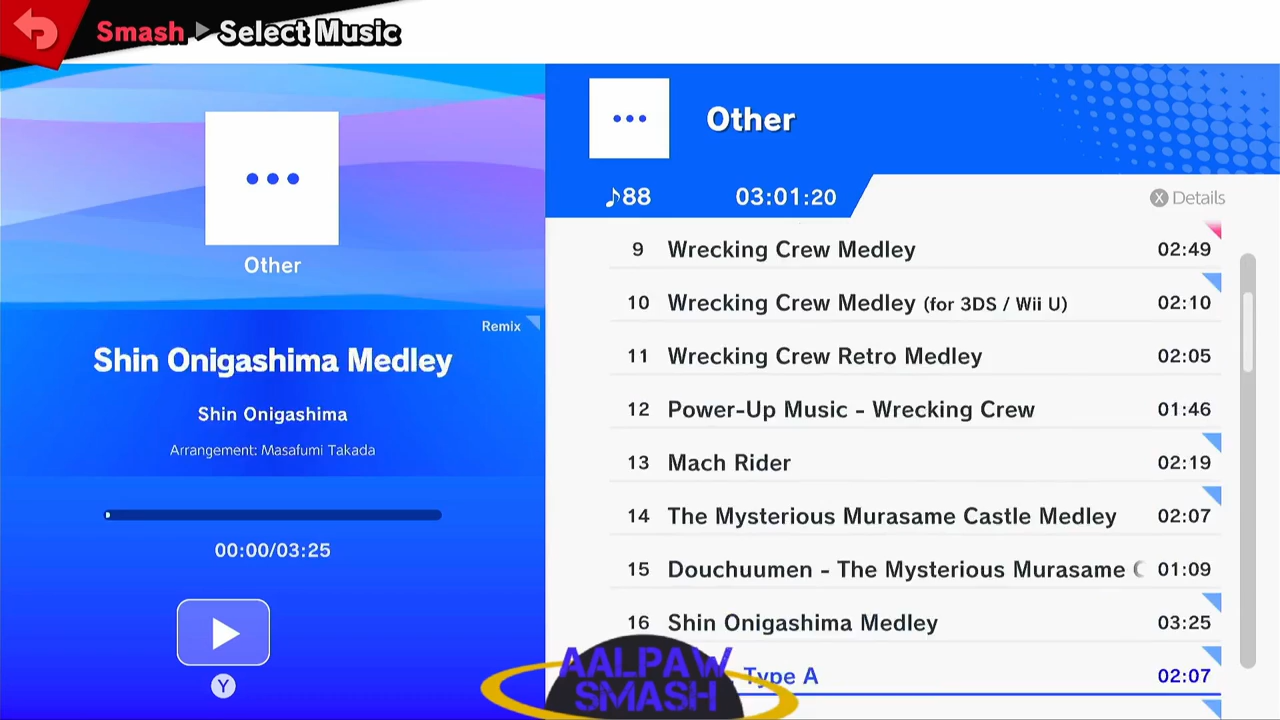 Smash ▶ Select Music
Other
Remix
Shin Onigashima Medley
Shin Onigashima
Arrangement: Masafumi Takada
00:00/03:25
Y
Other
♪88 03:01:20
X Details
9 Wrecking Crew Medley 02:49
10 Wrecking Crew Medley (for 3DS / Wii U) 02:10
11 Wrecking Crew Retro Medley 02:05
12 Power-Up Music - Wrecking Crew 01:46
13 Mach Rider 02:19
14 The Mysterious Murasame Castle Medley 02:07
15 Douchuumen - The Mysterious Murasame 01:09
16 Shin Onigashima Medley 03:25
Type A 02:07
AALPAW
SMASH